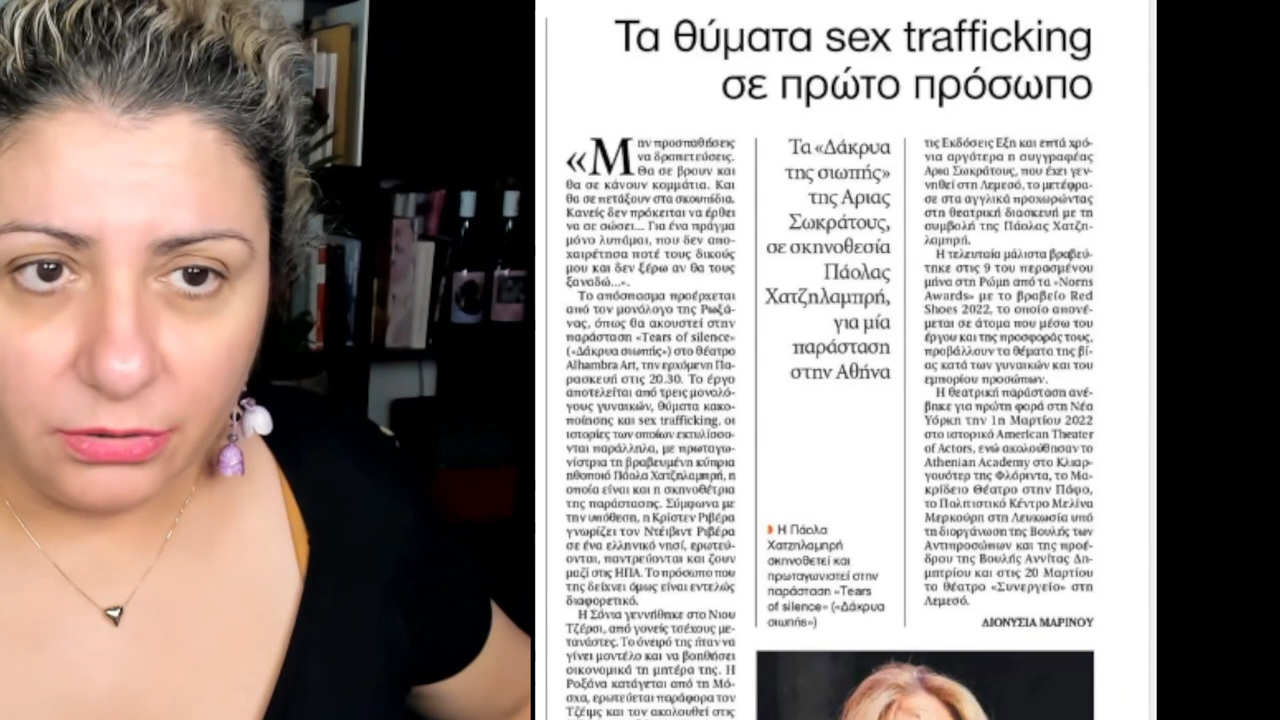 Τα θύματα sex trafficking
σε πρώτο πρόσωπο
«Μην προσπαθήσεις
να δραπετεύσεις.
Θα σε βρουν και
θα σε κάνουν κομμάτια. Και
θα σε πετάξουν στα σκουπίδια.
Κανείς δεν πρόκειται να έρθει
να σε σώσει... Για ένα πράγμα
μόνο λυπάμαι, που δεν απο-
χαιρέτησα ποτέ τους δικούς
μου και δεν ξέρω αν θα τους
ξαναδώ...».
Το απόσπασμα προέρχεται
από τον μονόλογο της Ρωξά-
νας, όπως θα ακουστεί στην
παράσταση «Tears of silence»
(«Δάκρυα σιωπής») στο θέατρο
Alhambra Art, την ερχόμενη Πα-
ρασκευή στις 20.30. Το έργο
αποτελείται από τρεις μονολό-
γους γυναικών, θύματα κακο-
ποίησης και sex trafficking, οι
ιστορίες των οποίων εκτυλίσσο-
νται παράλληλα, με πρωταγω-
νίστρια τη βραβευμένη κύπρια
ηθοποιό Πάολα Χατζηλαμπρή, η
οποία είναι και η σκηνοθέτρια
της παράστασης. Σύμφωνα με
την υπόθεση, η Κρίστεν Ριβέρα
γνωρίζει τον Ντέιβιντ Ριβέρα
σε ένα ελληνικό νησί, ερωτεύ-
ονται, παντρεύονται και ζουν
μαζί στις ΗΠΑ. Το πρόσωπο που
της δείχνει όμως είναι εντελώς
διαφορετικό.
Η Σόνια γεννήθηκε στο Νιου
Τζέρσι, από γονείς τσέχους με-
τανάστες. Το όνειρό της ήταν να
γίνει μοντέλο και να βοηθήσει
οικονομικά τη μητέρα της. Η
Ροξάνα κατάγεται από τη Μό-
σχα, ερωτεύεται παράφορα τον
Τζέιμς και τον ακολουθεί στις
Τα «Δάκρυα
της σιωπής»
της Αριας
Σωκράτους,
σε σκηνοθεσία
Πάολας
Χατζηλαμπρή,
για μία
παράσταση
στην Αθήνα
Η Πάολα
Χατζηλαμπρή
σκηνοθετεί και
πρωταγωνιστεί στην
παράσταση «Tears
of silence» («Δάκρυα
σιωπής»)
τις Εκδόσεις Εξη και επτά χρό-
νια αργότερα η συγγραφέας
Αρια Σωκράτους, που έχει γεν-
νηθεί στη Λεμεσό, το μετέφρα-
σε στα αγγλικά προχωρώντας
στη θεατρική διασκευή με τη
συμβολή της Πάολας Χατζη-
λαμπρή.
Η τελευταία μάλιστα βραβεύ-
τηκε στις 9 του περασμένου
μήνα στη Ρώμη από τα «Norns
Awards» με το βραβείο Red
Shoes 2022, το οποίο απονέ-
μεται σε άτομα που μέσω του
έργου και της προσφοράς τους,
προβάλλουν τα θέματα της βί-
ας κατά των γυναικών και του
εμπορίου προσώπων.
Η θεατρική παράσταση ανέ-
βηκε για πρώτη φορά στη Νέα
Υόρκη την 1η Μαρτίου 2022
στο ιστορικό American Theater
of Actors, ενώ ακολούθησαν το
Athenian Academy στο Κλιαρ-
γουότερ της Φλόριντα, το Μα-
κρίδειο Θέατρο στην Πάφο,
το Πολιτιστικό Κέντρο Μελίνα
Μερκούρη στη Λευκωσία υπό
τη διοργάνωση της Βουλής των
Αντιπροσώπων και της προέ-
δρου της Βουλής Αννίτας Δη-
μητρίου και στις 20 Μαρτίου
το θέατρο «Συνεργείο» στη
Λεμεσό.
ΔΙΟΝΥΣΙΑ ΜΑΡΙΝΟΥ